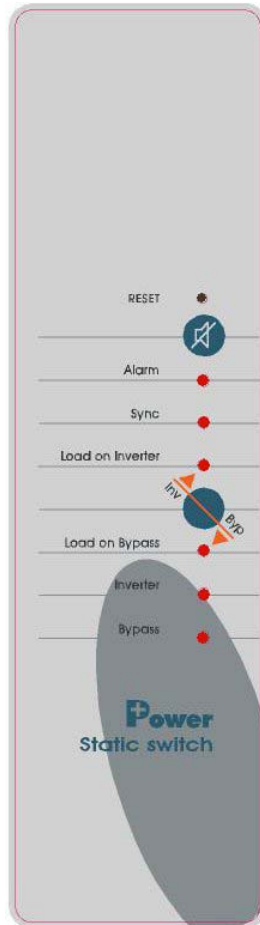 RESET
Alarm
Sync
Load on Inverter
Inv
Byp
Load on Bypass
Inverter
Bypass
Power
Static switch